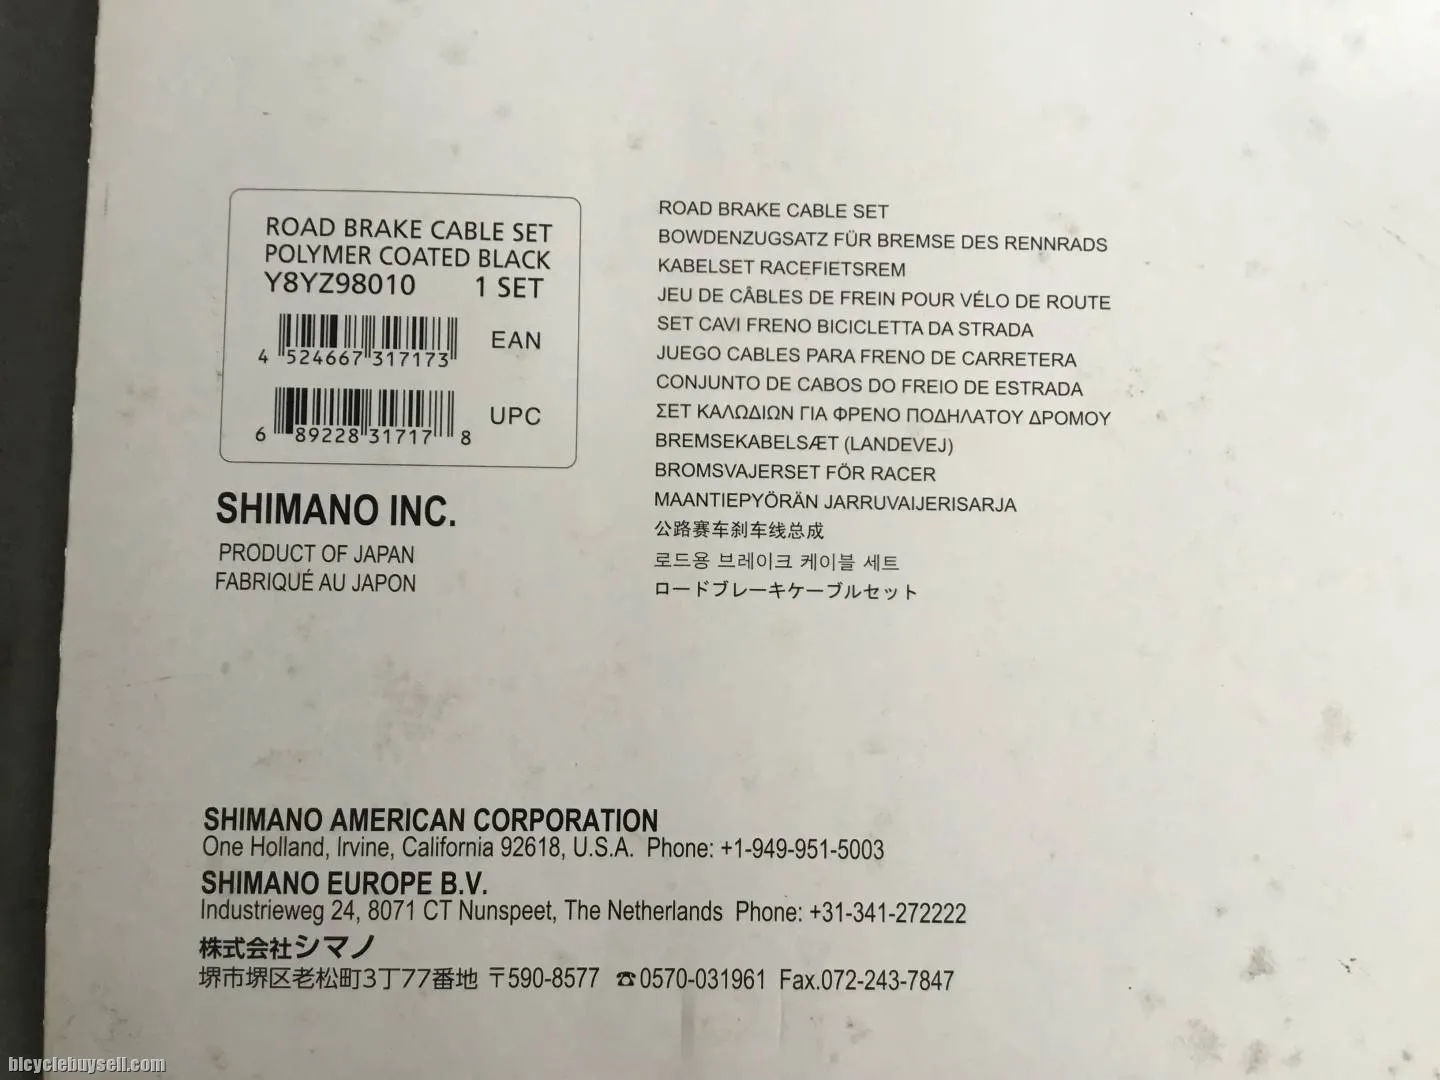 ROAD BRAKE CABLE SET
POLYMER COATED BLACK
Y8YZ98010 1 SET
EAN
4 524667 317173
UPC
6 89228 31717 8
SHIMANO INC.
PRODUCT OF JAPAN
FABRIQUÉ AU JAPON
ROAD BRAKE CABLE SET
BOWDENZUGSATZ FÜR BREMSE DES RENNRADS
KABELSET RACEFIETSREM
JEU DE CÂBLES DE FREIN POUR VÉLO DE ROUTE
SET CAVI FRENO BICICLETTA DA STRADA
JUEGO CABLES PARA FRENO DE CARRETERA
CONJUNTO DE CABOS DO FREIO DE ESTRADA
ΣΕΤ ΚΑΛΩΔΙΩΝ ΓΙΑ ΦΡΕΝΟ ΠΟΔΗΛΑΤΟΥ ΔΡΟΜΟΥ
BREMSEKABELSÆT (LANDEVEJ)
BROMSVAJERSET FÖR RACER
MAANTIEPYÖRÄN JARRUVAIJERISARJA
公路赛车刹车线总成
로드용 브레이크 케이블 세트
ロードブレーキケーブルセット
SHIMANO AMERICAN CORPORATION
One Holland, Irvine, California 92618, U.S.A. Phone: +1-949-951-5003
SHIMANO EUROPE B.V.
Industrieweg 24, 8071 CT Nunspeet, The Netherlands Phone: +31-341-272222
株式会社シマノ
堺市堺区老松町3丁77番地 〒590-8577 ☎0570-031961 Fax.072-243-7847
bicyclebuysell.com